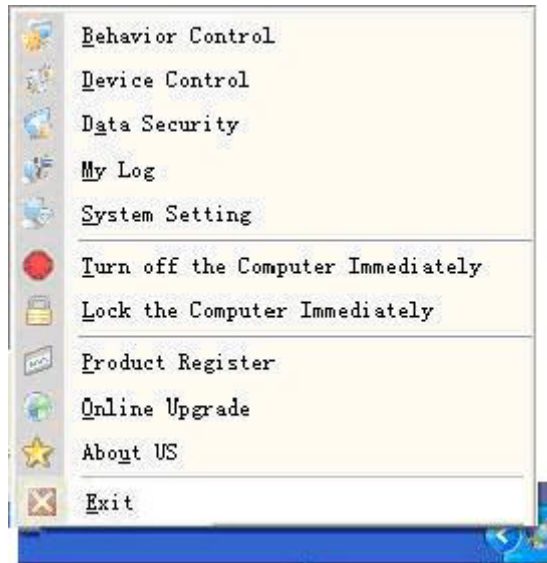 Behavior Control
Device Control
Data Security
My Log
System Setting
Turn off the Computer Immediately
Lock the Computer Immediately
Product Register
Online Upgrade
About US
Exit